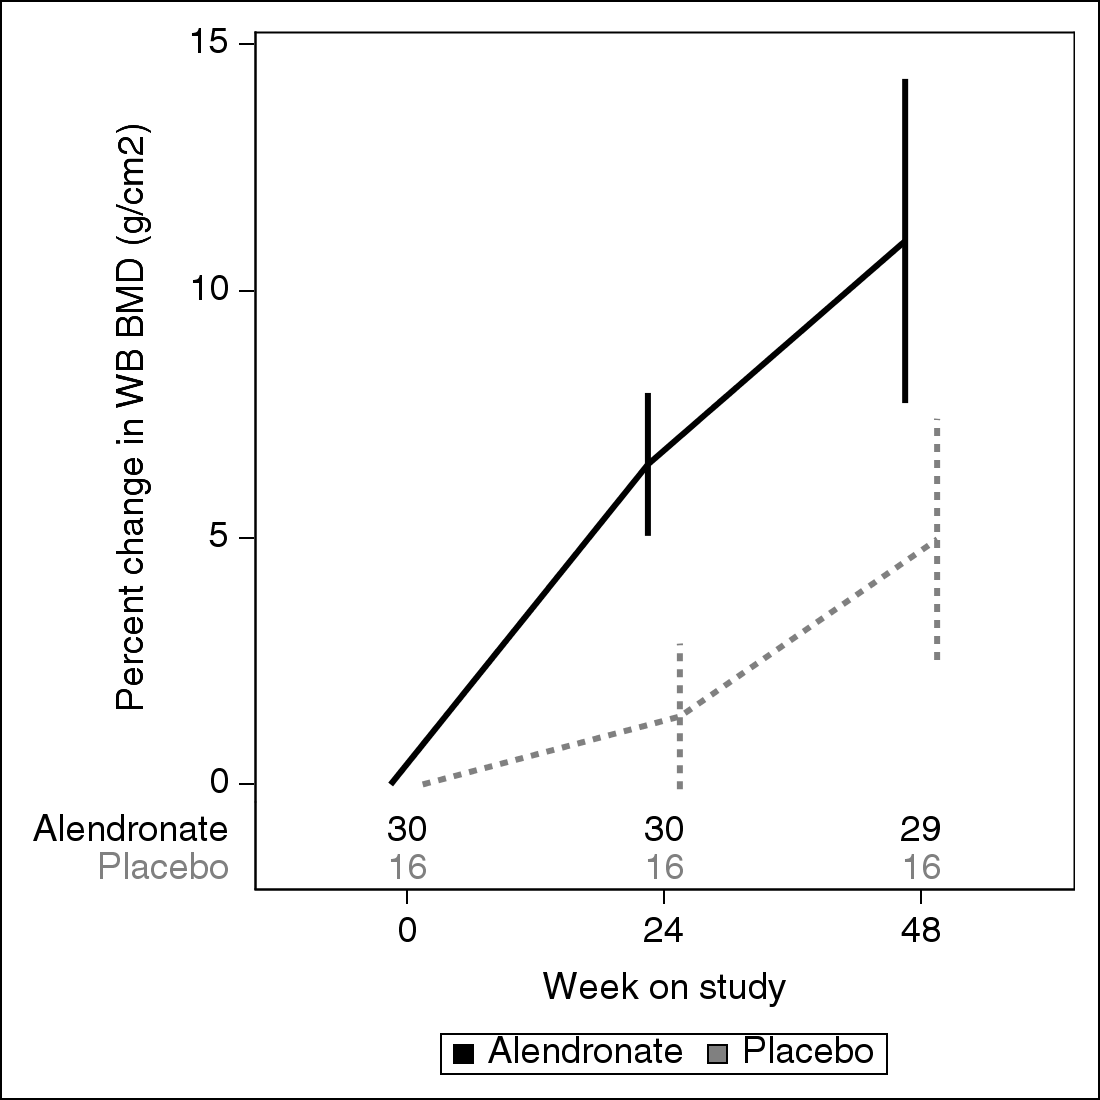 15
10
5
0
Percent change in WB BMD (g/cm2)
Alendronate 30 30 29
Placebo 16 16 16
0 24 48
Week on study
Alendronate Placebo